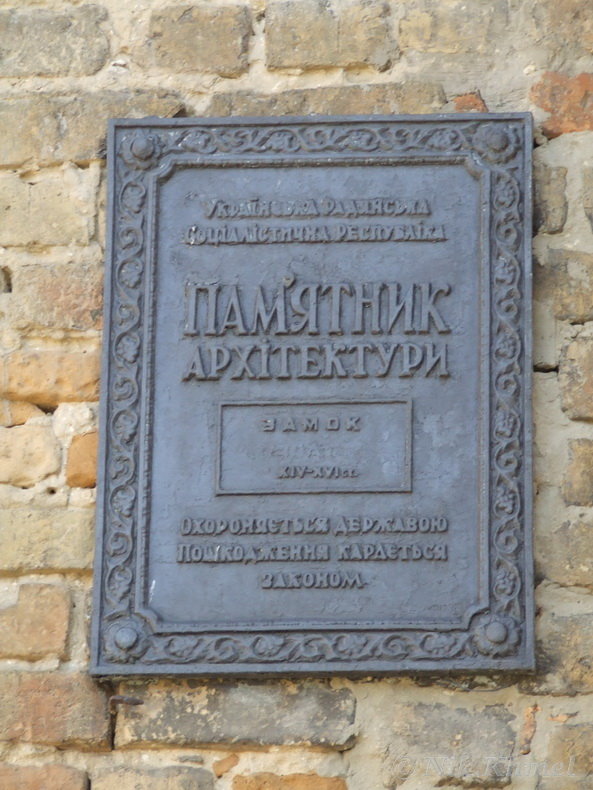 Українська Радянська
Соціалістична Республіка
ПАМ'ЯТНИК
АРХІТЕКТУРИ
ЗАМОК
XIV-XVI ст.
Охороняється державою
Пошкодження карається
законом